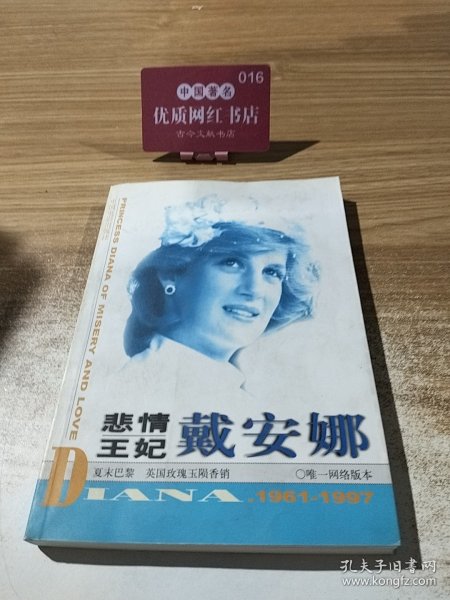 016
中国著名
优质网红书店
古今文献书店
PRINCESS DIANA OF MISERY AND LOVE
悲情
王妃
戴安娜
夏末巴黎 英国玫瑰玉陨香销
○唯一网络版本
DIANA.1961-1997
孔夫子旧书网
www.kongfz.com